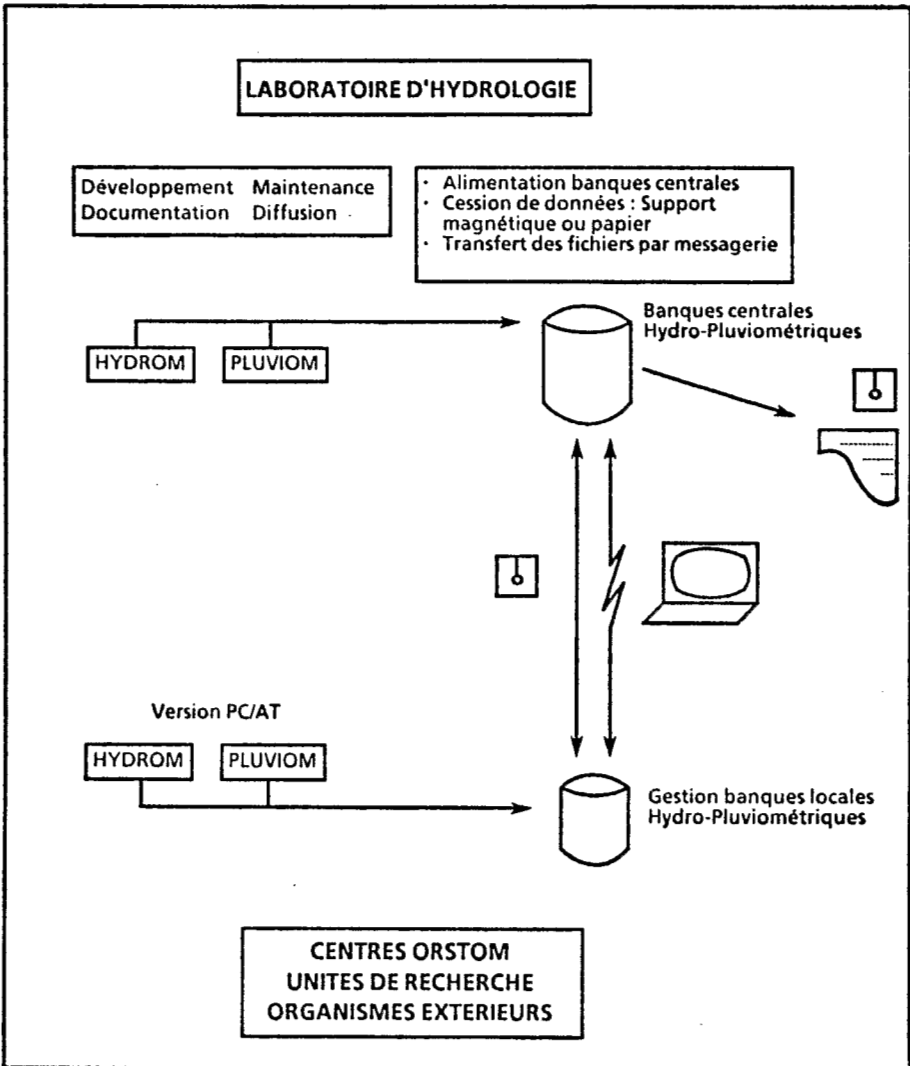 LABORATOIRE D'HYDROLOGIE
Développement Maintenance
Documentation Diffusion
· Alimentation banques centrales
· Cession de données : Support
magnétique ou papier
· Transfert des fichiers par messagerie
Banques centrales
Hydro-Pluviométriques
HYDROM PLUVIOM
Version PC/AT
HYDROM PLUVIOM
Gestion banques locales
Hydro-Pluviométriques
CENTRES ORSTOM
UNITES DE RECHERCHE
ORGANISMES EXTERIEURS